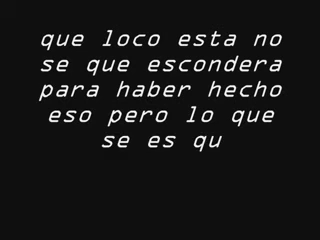 que loco esta no
se que escondera
para haber hecho
eso pero lo que
se es qu